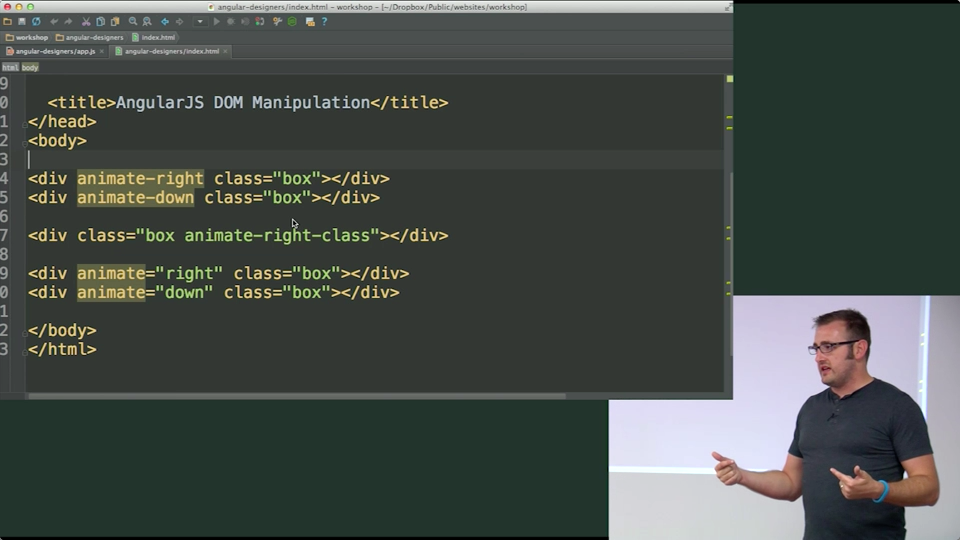 angular-designers/index.html - workshop - [~/Dropbox/Public/websites/workshop]
workshop angular-designers index.html
angular-designers/app.js × angular-designers/index.html ×
html body
9
0 <title>AngularJS DOM Manipulation</title>
1 </head>
2 <body>
3
4 <div animate-right class="box"></div>
5 <div animate-down class="box"></div>
6
7 <div class="box animate-right-class"></div>
8
9 <div animate="right" class="box"></div>
0 <div animate="down" class="box"></div>
1
2 </body>
3 </html>